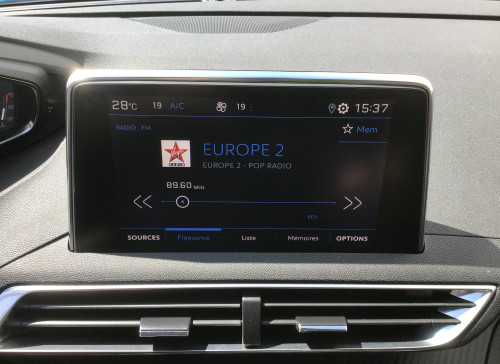 28°C 19 A/C 19 15:37
RADIO . FM
Mem
EUROPE 2
EUROPE 2 - POP RADIO
89.60 MHz
SOURCES Fréquence Liste Mémoires OPTIONS